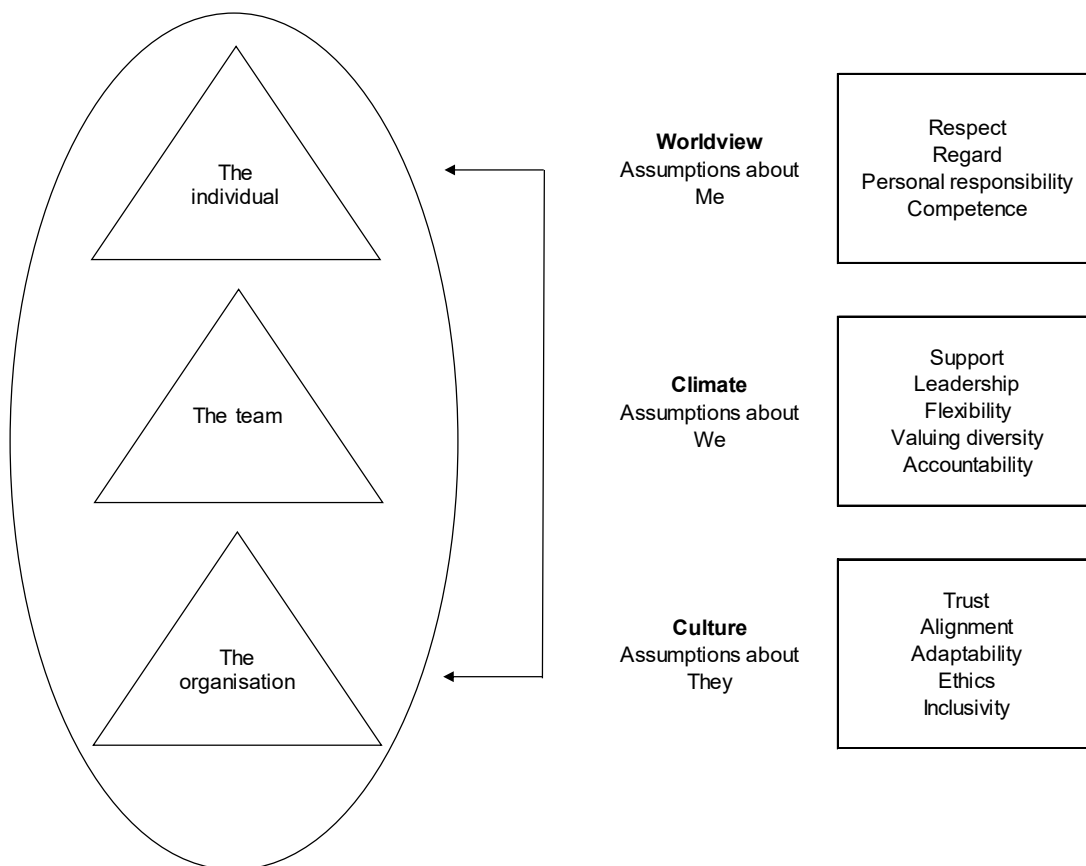 The
individual
Worldview
Assumptions about
Me
Respect
Regard
Personal responsibility
Competence
The team
Climate
Assumptions about
We
Support
Leadership
Flexibility
Valuing diversity
Accountability
The
organisation
Culture
Assumptions about
They
Trust
Alignment
Adaptability
Ethics
Inclusivity